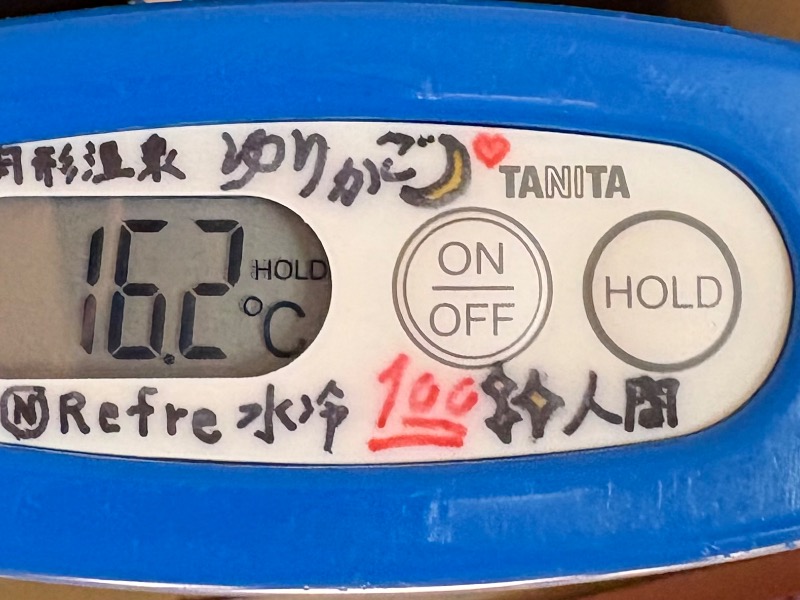 月形温泉 ゆりかご
TANITA
16.2 HOLD °C
ON
OFF
HOLD
Ⓝ Refre 水冷 100 人間